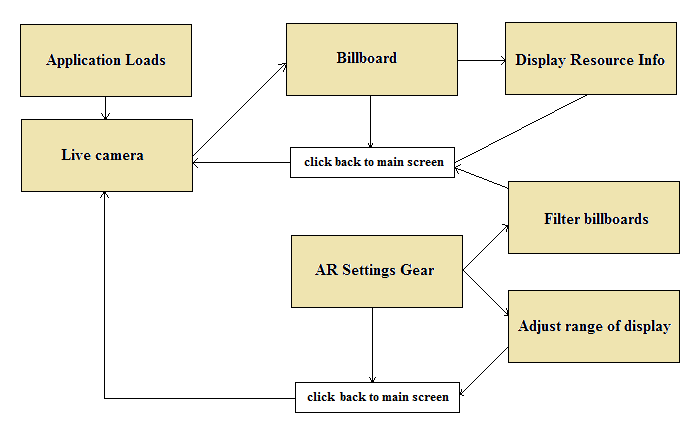 Application Loads
Billboard
Display Resource Info
Live camera
click back to main screen
Filter billboards
AR Settings Gear
Adjust range of display
click back to main screen